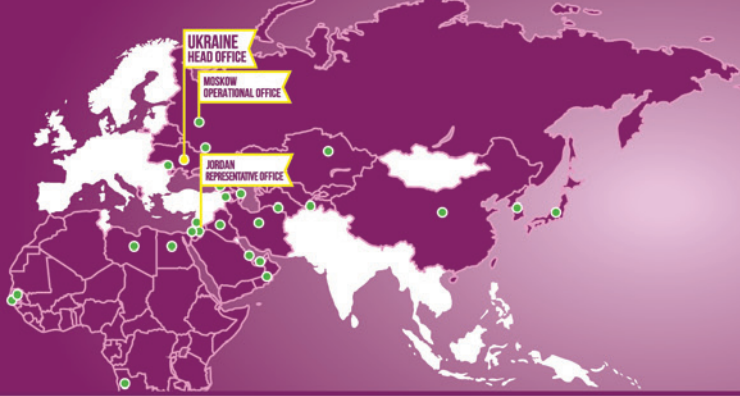 UKRAINE
HEAD OFFICE
MOSKOW
OPERATIONAL OFFICE
JORDAN
REPRESENTATIVE OFFICE